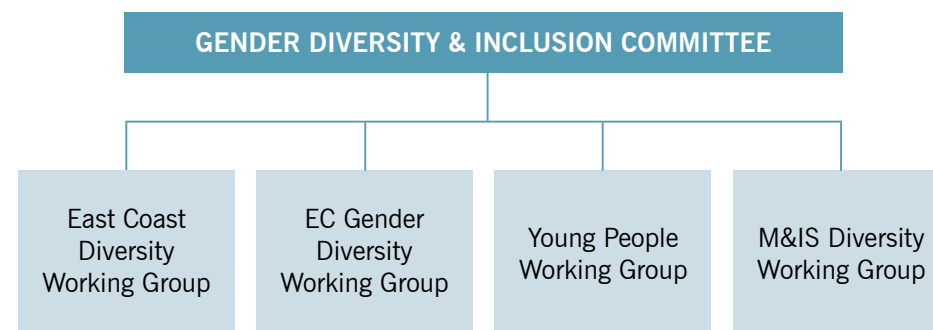 GENDER DIVERSITY & INCLUSION COMMITTEE
East Coast
Diversity
Working Group
EC Gender
Diversity
Working Group
Young People
Working Group
M&IS Diversity
Working Group